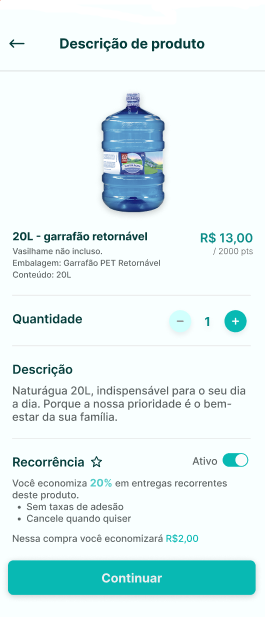 Descrição de produto
20L - garrafão retornável
R$ 13,00
Vasilhame não incluso.
/ 2000 pts
Embalagem: Garrafão PET Retornável
Conteúdo: 20L
Quantidade
− 1 +
Descrição
Naturágua 20L, indispensável para o seu dia
a dia. Porque a nossa prioridade é o bem-
estar da sua família.
Recorrência
Ativo
Você economiza 20% em entregas recorrentes
deste produto.
• Sem taxas de adesão
• Cancele quando quiser
Nessa compra você economizará R$2,00
Continuar